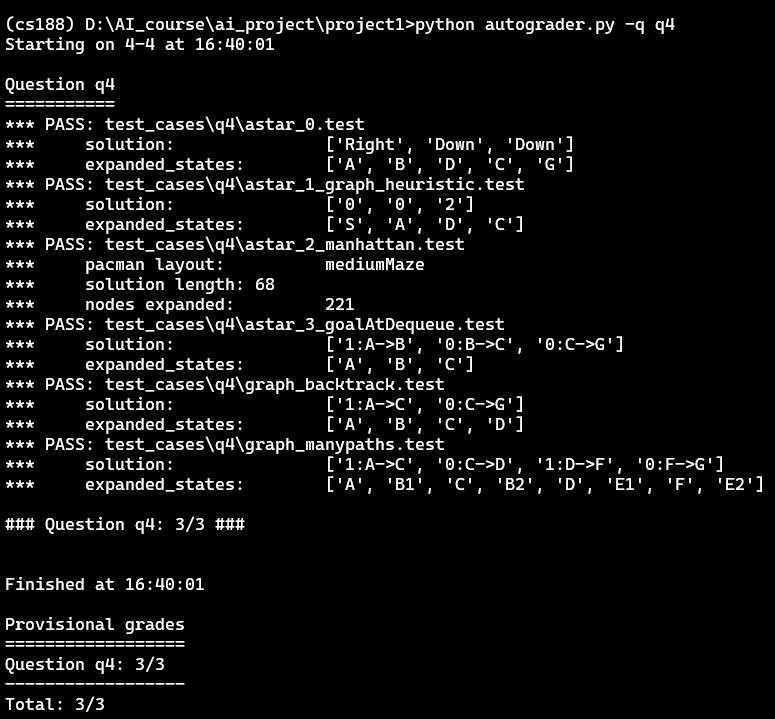 (cs188) D:\AI_course\ai_project\project1>python autograder.py -q q4
Starting on 4-4 at 16:40:01

Question q4
===========
*** PASS: test_cases\q4\astar_0.test
***     solution:               ['Right', 'Down', 'Down']
***     expanded_states:        ['A', 'B', 'D', 'C', 'G']
*** PASS: test_cases\q4\astar_1_graph_heuristic.test
***     solution:               ['0', '0', '2']
***     expanded_states:        ['S', 'A', 'D', 'C']
*** PASS: test_cases\q4\astar_2_manhattan.test
***     pacman layout:          mediumMaze
***     solution length: 68
***     nodes expanded:         221
*** PASS: test_cases\q4\astar_3_goalAtDequeue.test
***     solution:               ['1:A->B', '0:B->C', '0:C->G']
***     expanded_states:        ['A', 'B', 'C']
*** PASS: test_cases\q4\graph_backtrack.test
***     solution:               ['1:A->C', '0:C->G']
***     expanded_states:        ['A', 'B', 'C', 'D']
*** PASS: test_cases\q4\graph_manypaths.test
***     solution:               ['1:A->C', '0:C->D', '1:D->F', '0:F->G']
***     expanded_states:        ['A', 'B1', 'C', 'B2', 'D', 'E1', 'F', 'E2']

### Question q4: 3/3 ###


Finished at 16:40:01

Provisional grades
==================
Question q4: 3/3
------------------
Total: 3/3